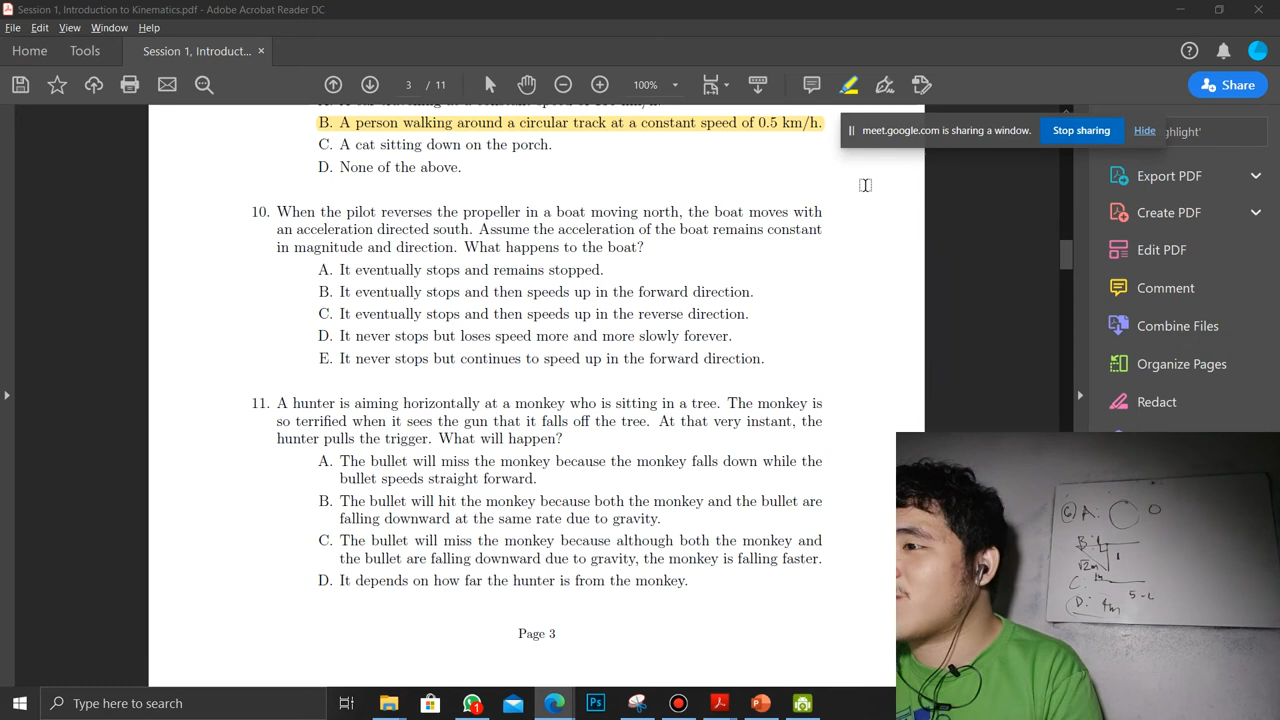 Session 1, Introduction to Kinematics.pdf - Adobe Acrobat Reader DC
File Edit View Window Help
Home Tools Session 1, Introduct... ×
3 / 11 100% Share
B. A person walking around a circular track at a constant speed of 0.5 km/h.
meet.google.com is sharing a window. Stop sharing Hide
ighlight'
C. A cat sitting down on the porch.
D. None of the above.
Export PDF
Create PDF
Edit PDF
Comment
Combine Files
Organize Pages
Redact
10. When the pilot reverses the propeller in a boat moving north, the boat moves with
an acceleration directed south. Assume the acceleration of the boat remains constant
in magnitude and direction. What happens to the boat?
A. It eventually stops and remains stopped.
B. It eventually stops and then speeds up in the forward direction.
C. It eventually stops and then speeds up in the reverse direction.
D. It never stops but loses speed more and more slowly forever.
E. It never stops but continues to speed up in the forward direction.
11. A hunter is aiming horizontally at a monkey who is sitting in a tree. The monkey is
so terrified when it sees the gun that it falls off the tree. At that very instant, the
hunter pulls the trigger. What will happen?
A. The bullet will miss the monkey because the monkey falls down while the
bullet speeds straight forward.
B. The bullet will hit the monkey because both the monkey and the bullet are
falling downward at the same rate due to gravity.
C. The bullet will miss the monkey because although both the monkey and
the bullet are falling downward due to gravity, the monkey is falling faster.
D. It depends on how far the hunter is from the monkey.
Page 3
6 A: 0
B: 1
√2m
C:
D: 4m
Type here to search